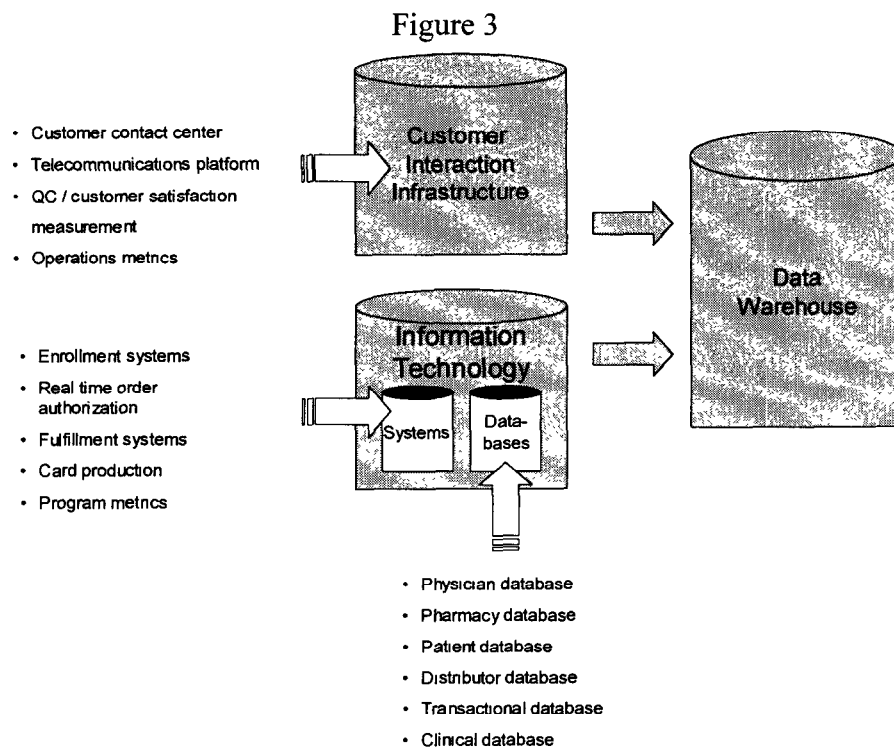 Figure 3
Customer
Interaction
Infrastructure
• Customer contact center
• Telecommunications platform
• QC / customer satisfaction
measurement
• Operations metrics
Data
Warehouse
Information
Technology
Systems
Data-
bases
• Enrollment systems
• Real time order
authorization
• Fulfillment systems
• Card production
• Program metrics
• Physician database
• Pharmacy database
• Patient database
• Distributor database
• Transactional database
• Clinical database